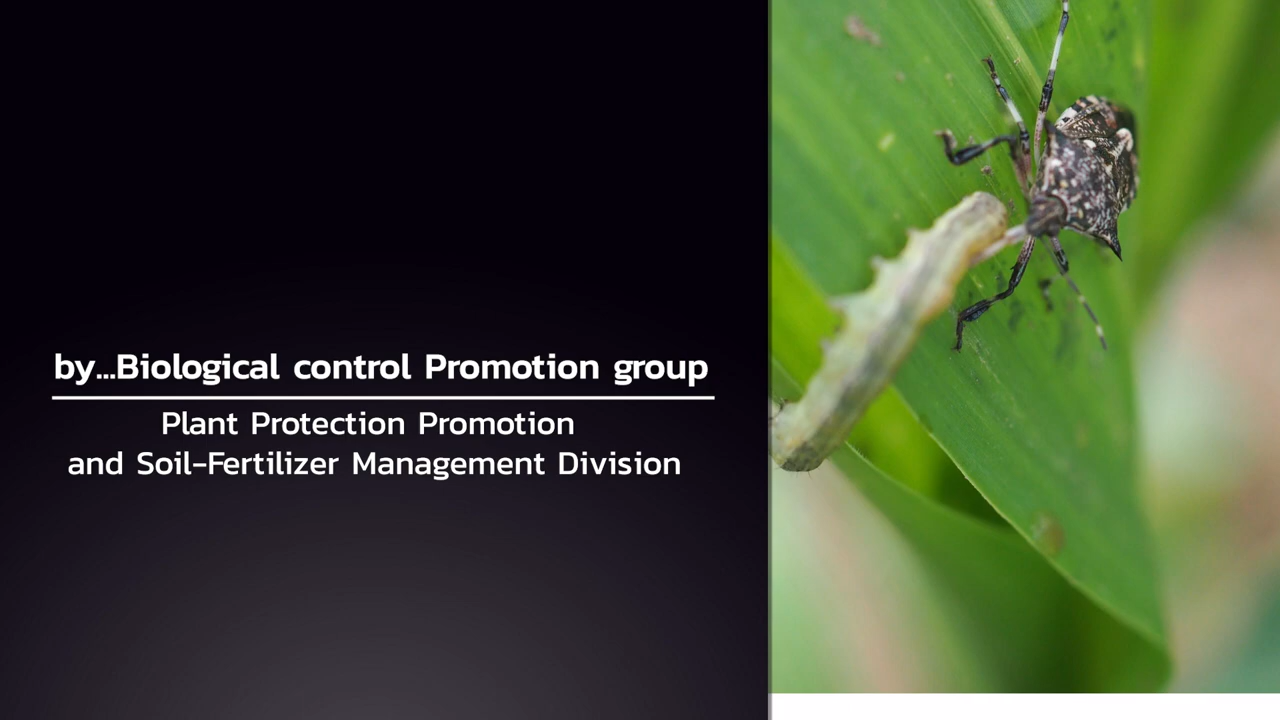 by...Biological control Promotion group
Plant Protection Promotion
and Soil-Fertilizer Management Division